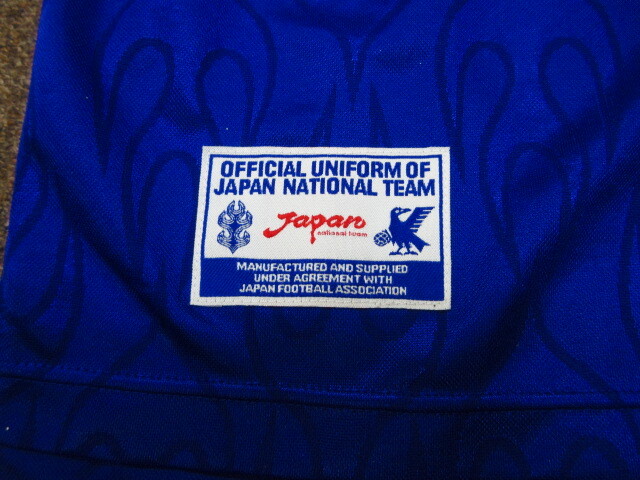 OFFICIAL UNIFORM OF
JAPAN NATIONAL TEAM
Japan
national team
MANUFACTURED AND SUPPLIED
UNDER AGREEMENT WITH
JAPAN FOOTBALL ASSOCIATION